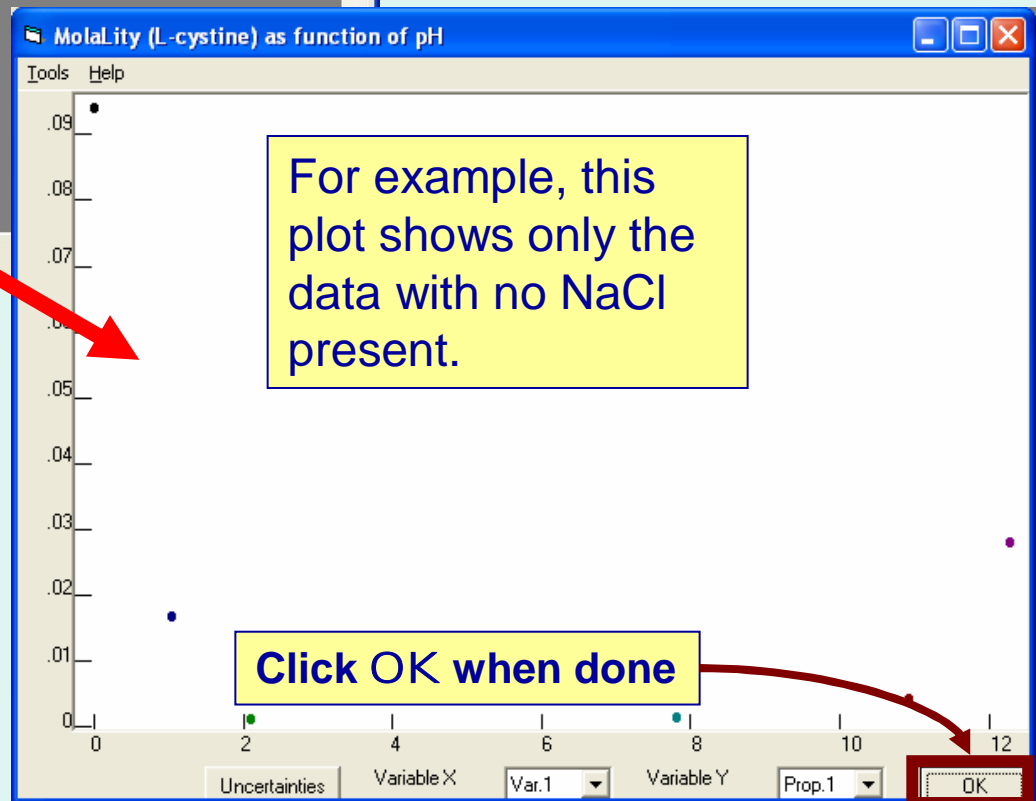 MolaLity (L-cystine) as function of pH
Tools Help
.09
.08
.07
.05
.04
.03
.02
.01
0
For example, this
plot shows only the
data with no NaCl
present.
Click OK when done
0 2 4 6 8 10 12
Uncertainties Variable X Var.1 Variable Y Prop.1 OK